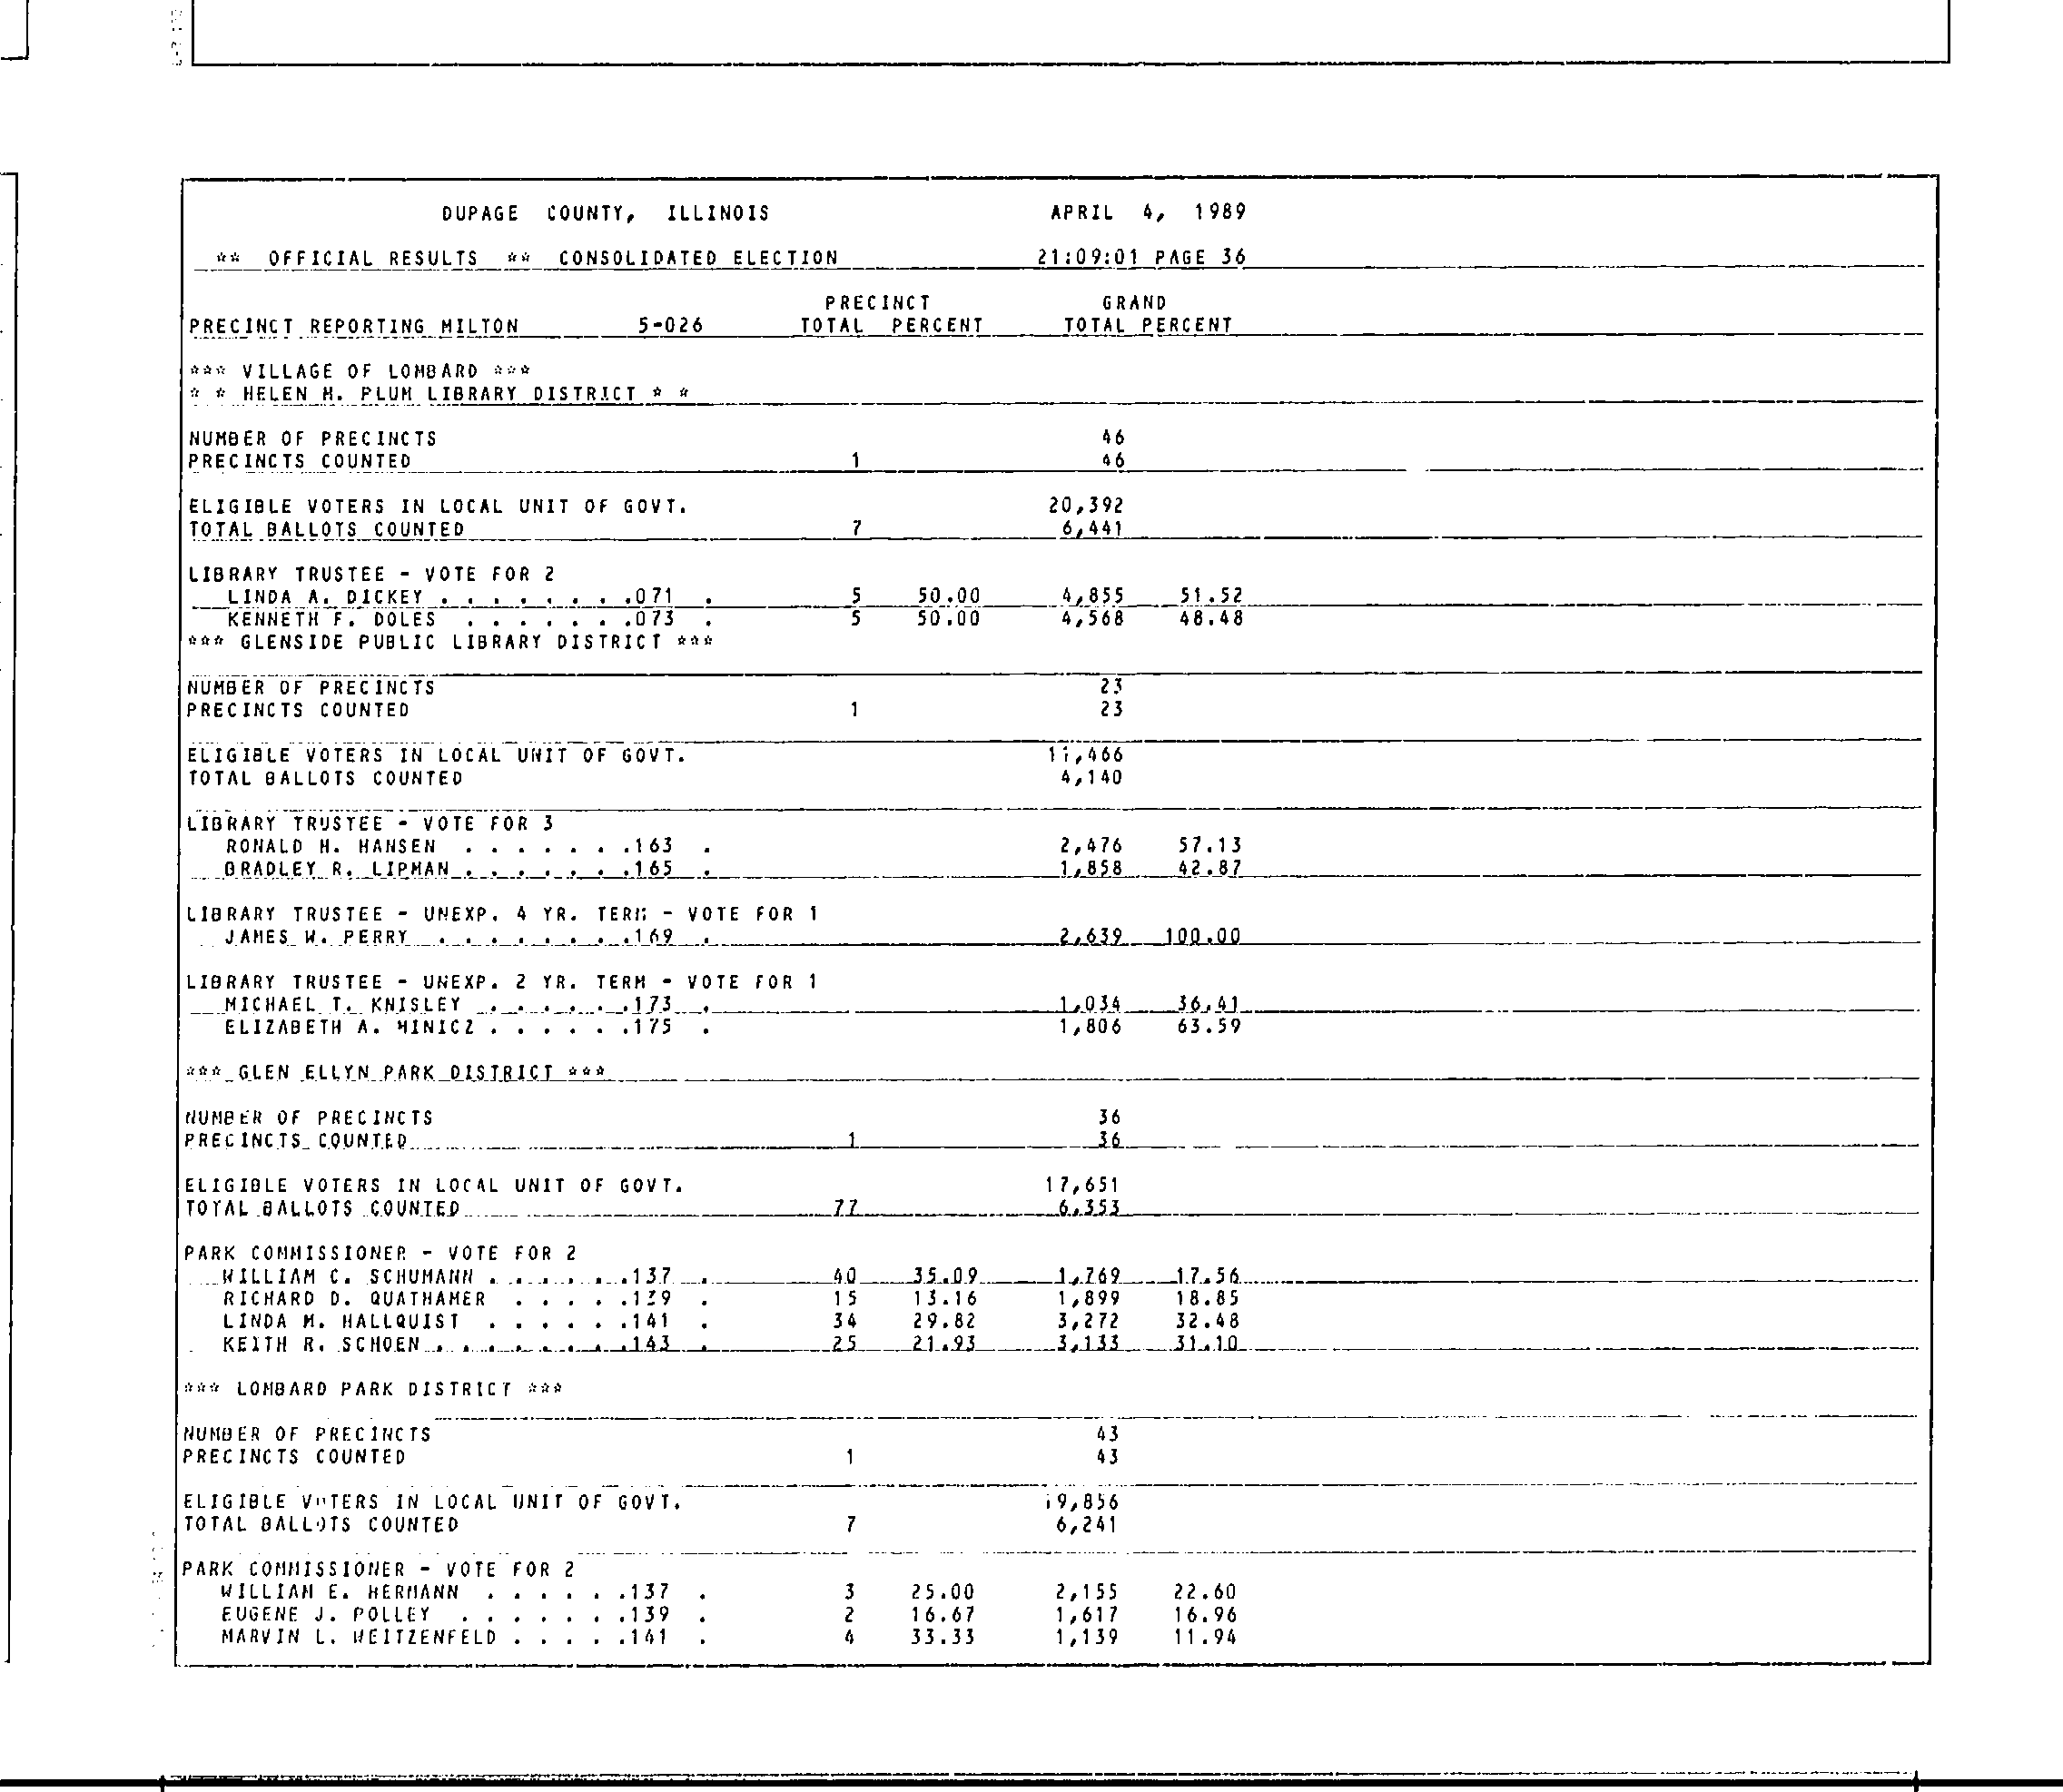 DUPAGE COUNTY, ILLINOIS APRIL 4, 1989
** OFFICIAL RESULTS ** CONSOLIDATED ELECTION 21:09:01 PAGE 36
PRECINCT GRAND
PRECINCT REPORTING MILTON 5-026 TOTAL PERCENT TOTAL PERCENT
*** VILLAGE OF LOMBARD ***
* * HELEN M. PLUM LIBRARY DISTRICT * *
NUMBER OF PRECINCTS 46
PRECINCTS COUNTED 1 46
ELIGIBLE VOTERS IN LOCAL UNIT OF GOVT. 20,392
TOTAL BALLOTS COUNTED 7 6,441
LIBRARY TRUSTEE - VOTE FOR 2
LINDA A. DICKEY . . . . . . . .071 . 5 50.00 4,855 51.52
KENNETH F. DOLES . . . . . . .073 . 5 50.00 4,568 48.48
*** GLENSIDE PUBLIC LIBRARY DISTRICT ***
NUMBER OF PRECINCTS 23
PRECINCTS COUNTED 1 23
ELIGIBLE VOTERS IN LOCAL UNIT OF GOVT. 11,466
TOTAL BALLOTS COUNTED 4,140
LIBRARY TRUSTEE - VOTE FOR 3
RONALD H. HANSEN . . . . . . .163 . 2,476 57.13
BRADLEY R. LIPMAN . . . . . . .165 . 1,858 42.87
LIBRARY TRUSTEE - UNEXP. 4 YR. TERM - VOTE FOR 1
JAMES W. PERRY . . . . . . . .169 . 2,639 100.00
LIBRARY TRUSTEE - UNEXP. 2 YR. TERM - VOTE FOR 1
MICHAEL T. KNISLEY . . . . . .173 . 1,034 36.41
ELIZABETH A. HINICZ . . . . . .175 . 1,806 63.59
*** GLEN ELLYN PARK DISTRICT ***
NUMBER OF PRECINCTS 36
PRECINCTS COUNTED 1 36
ELIGIBLE VOTERS IN LOCAL UNIT OF GOVT. 17,651
TOTAL BALLOTS COUNTED 77 6,353
PARK COMMISSIONER - VOTE FOR 2
WILLIAM C. SCHUMANN . . . . . .137 . 40 35.09 1,769 17.56
RICHARD D. QUATHAMER . . . . .139 . 15 13.16 1,899 18.85
LINDA M. HALLQUIST . . . . . .141 . 34 29.82 3,272 32.48
KEITH R. SCHOEN . . . . . . . .143 . 25 21.93 3,133 31.10
*** LOMBARD PARK DISTRICT ***
NUMBER OF PRECINCTS 43
PRECINCTS COUNTED 1 43
ELIGIBLE VOTERS IN LOCAL UNIT OF GOVT. 19,856
TOTAL BALLOTS COUNTED 7 6,241
PARK COMMISSIONER - VOTE FOR 2
WILLIAM E. HERMANN . . . . . .137 . 3 25.00 2,155 22.60
EUGENE J. POLLEY . . . . . . .139 . 2 16.67 1,617 16.96
MARVIN L. WEITZENFELD . . . . .141 . 4 33.33 1,139 11.94